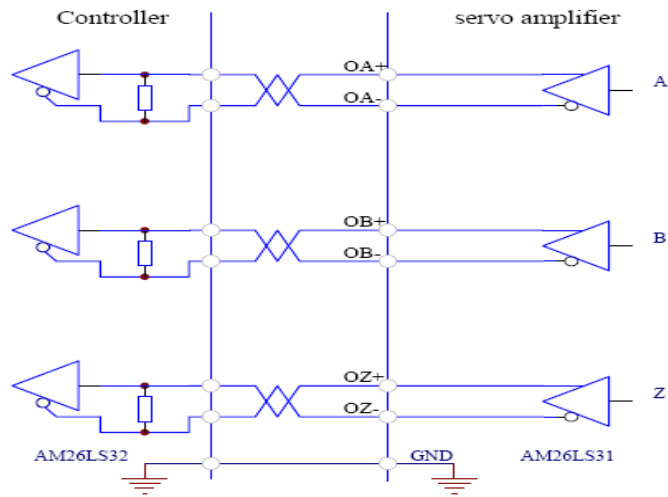 Controller servo amplifier
OA+
A
OA-
OB+
B
OB-
OZ+
Z
OZ-
AM26LS32 GND AM26LS31